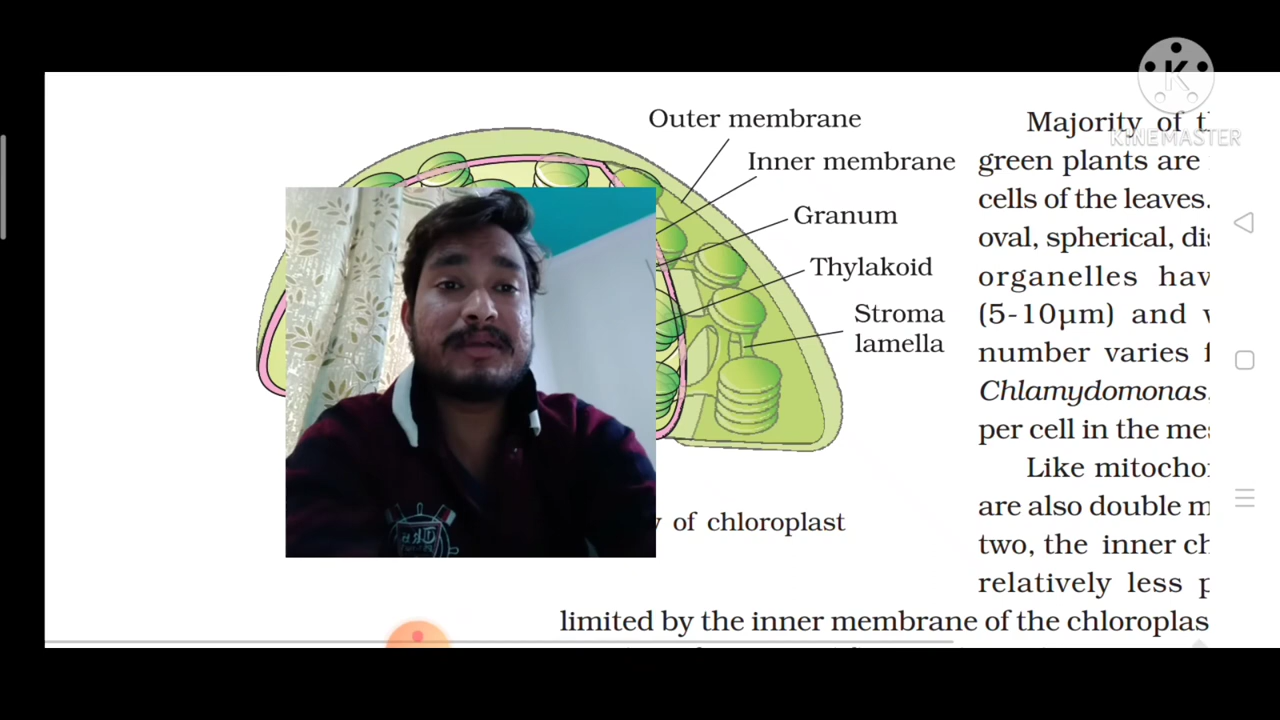 Outer membrane
Inner membrane
Granum
Thylakoid
Stroma
lamella
of chloroplast
Majority of
green plants are
cells of the leaves.
oval, spherical,
organelles
(5-10µm) and
number varies
Chlamydomonas
per cell in the
Like
are also double
two, the inner
relatively less
limited by the inner membrane of the
KINEMASTER